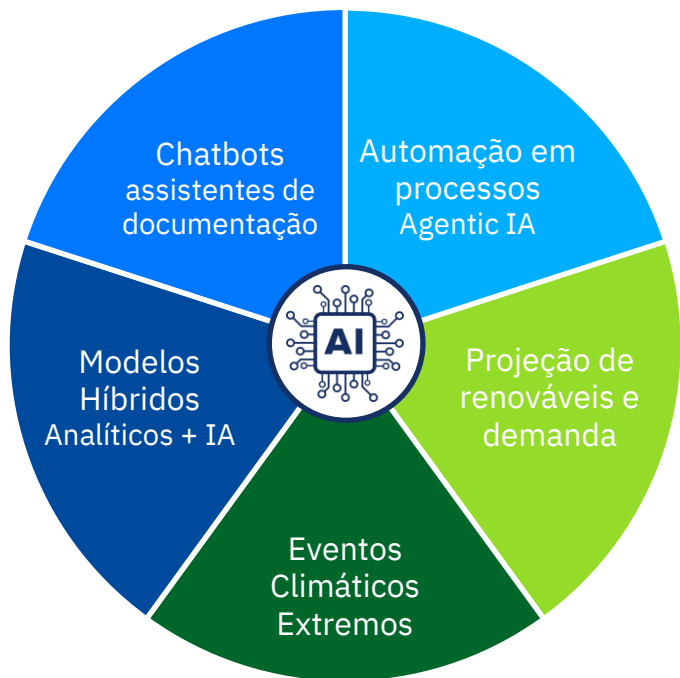 Chatbots
assistentes de
documentação
Automação em
processos
Agentic IA
Modelos
Híbridos
Analíticos + IA
AI
Projeção de
renováveis e
demanda
Eventos
Climáticos
Extremos